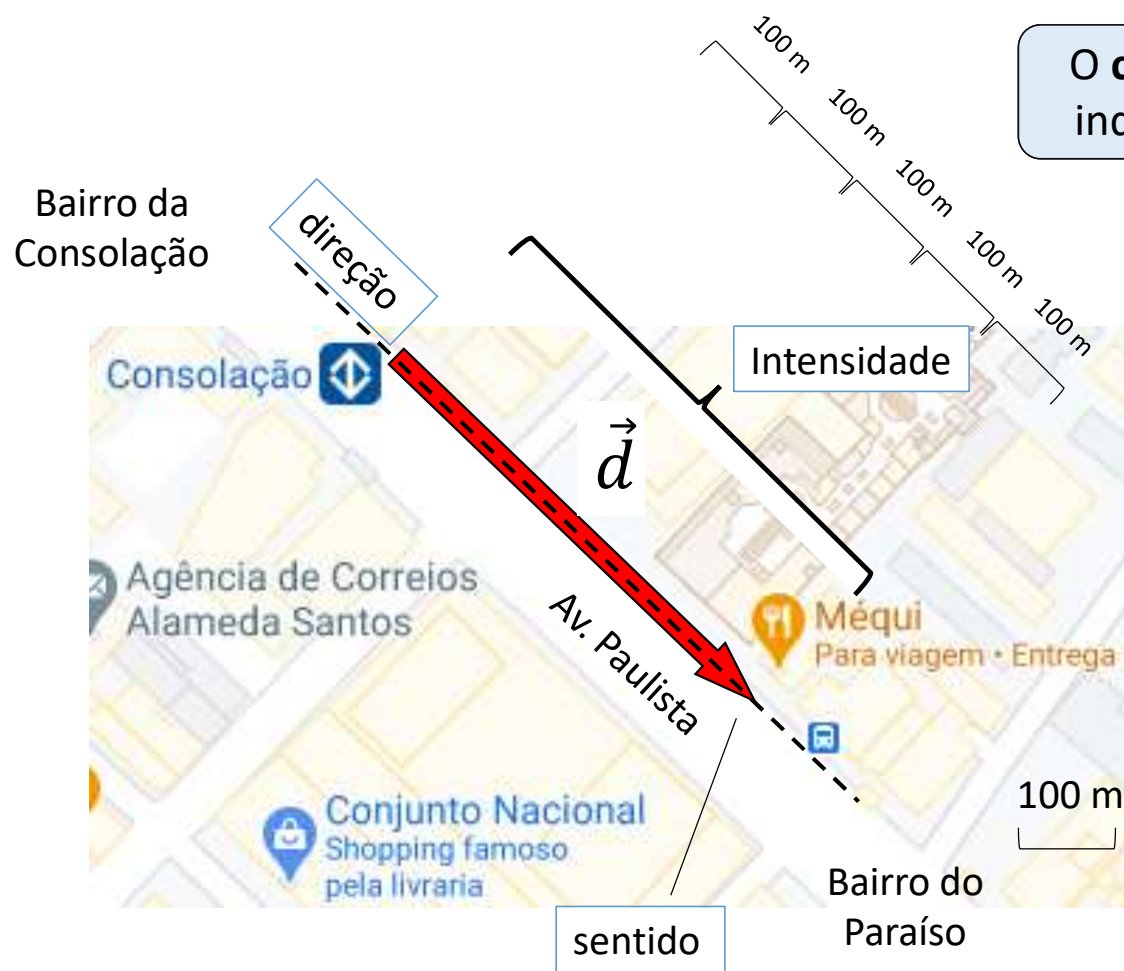 100 m
100 m
100 m
100 m
100 m
O
Bairro da
Consolação
direção
Intensidade
Consolação
d
Agência de Correios
Alameda Santos
Av. Paulista
Méqui
Para viagem • Entrega
Conjunto Nacional
Shopping famoso
pela livraria
100 m
Bairro do
Paraíso
sentido